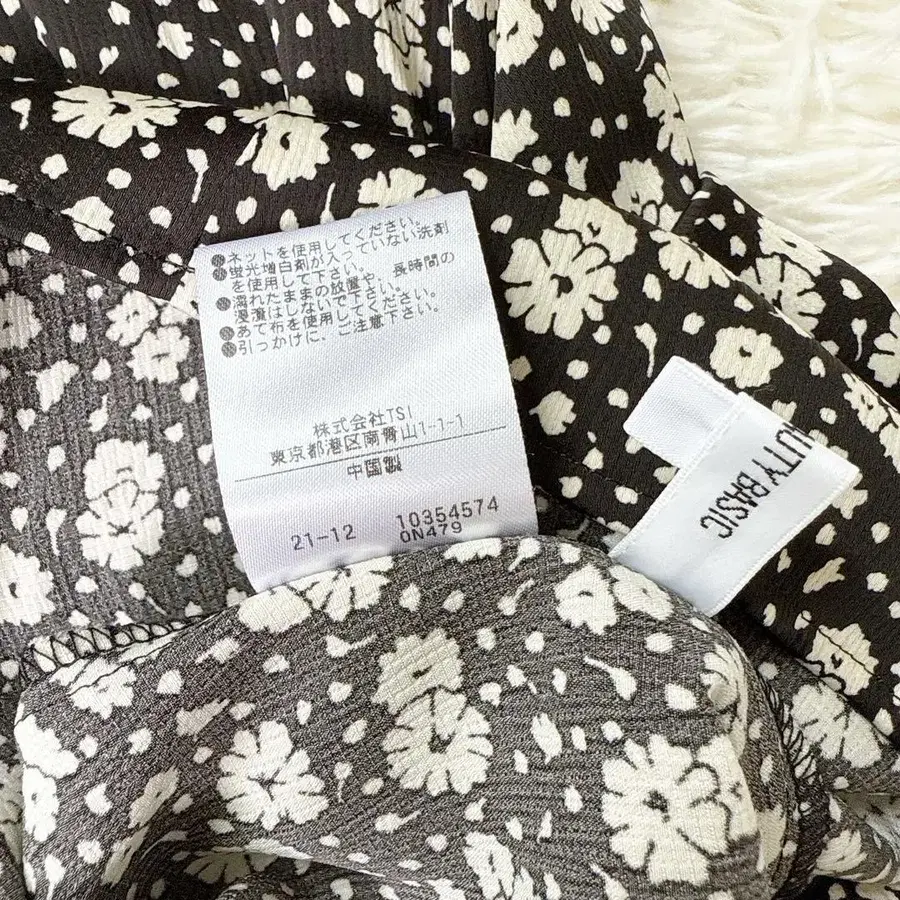 ●ネットを使用してください。
●蛍光増白剤が入っていない洗剤
を使用して下さい。
●濡れたままの放置や、長時間の
浸漬はしないで下さい。
●あて布を使用してください。
●引っかけに、ご注意下さい。
株式会社TSI
東京都港区南青山1-1-1
中国製
21-12
10354574
0N479
UTY BASIC